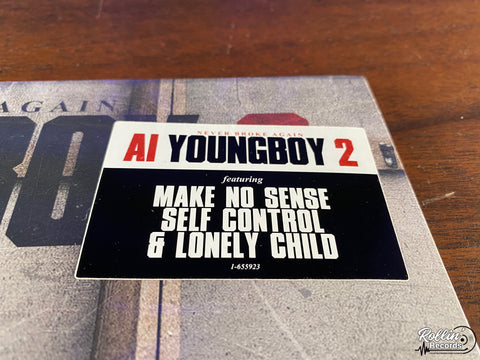 AGAIN
NEVER BROKE AGAIN
AI YOUNGBOY 2
featuring
MAKE NO SENSE
SELF CONTROL
& LONELY CHILD
1-655923
Rollin'
Records